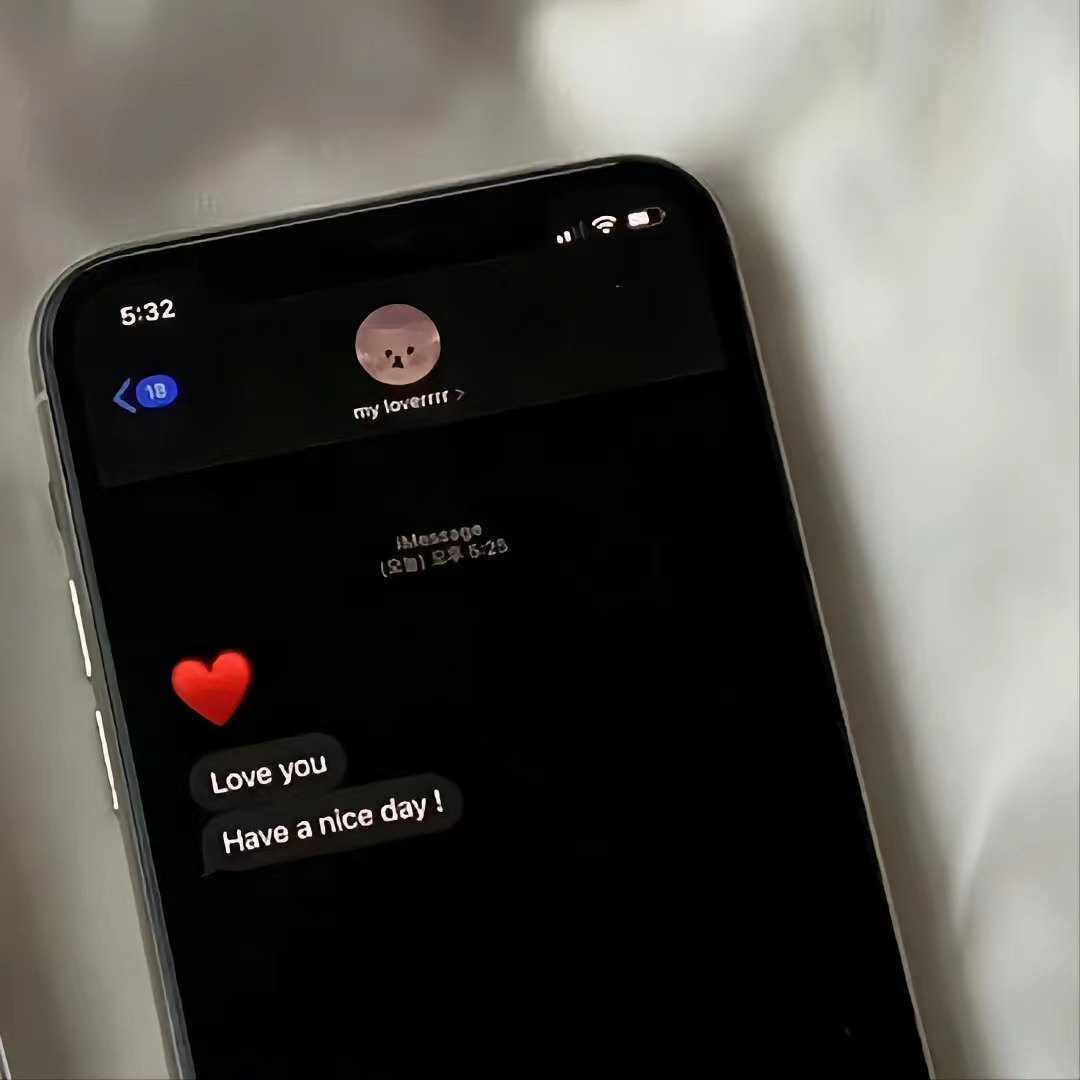 5:32
18
my loverrrr >
iMessage
(오늘) 오후 5:28
Love you
Have a nice day !